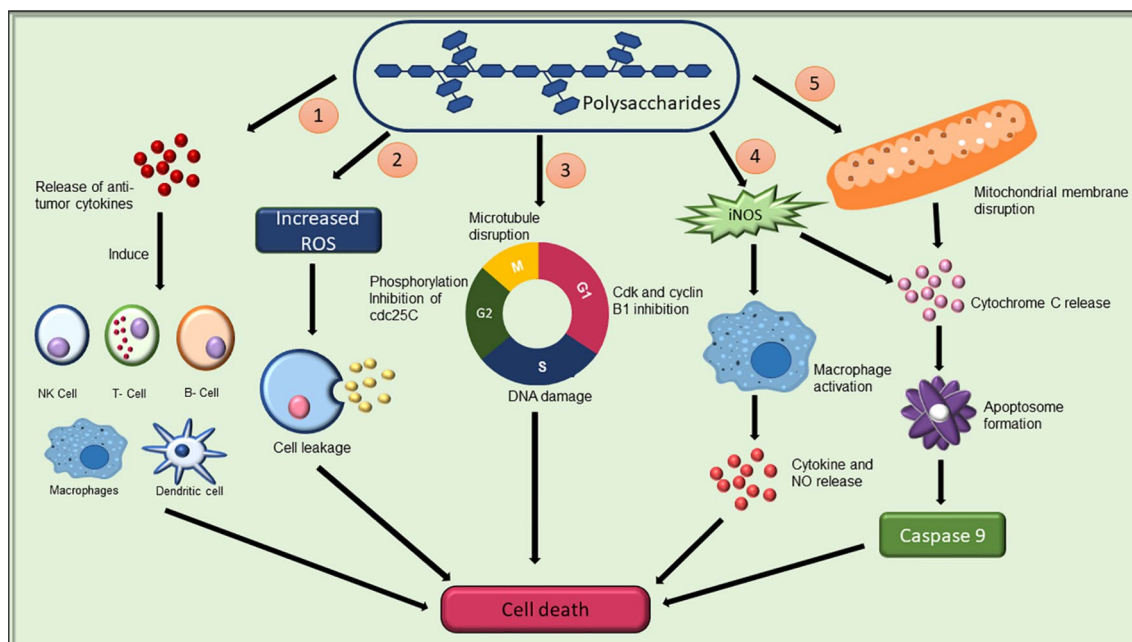 Polysaccharides
1
2
3
4
5
Release of anti-
tumor cytokines
Induce
NK Cell
T- Cell
B- Cell
Macrophages
Dendritic cell
Increased
ROS
Cell leakage
Microtubule
disruption
Phosphorylation
Inhibition of
cdc25C
M
G1
G2
S
Cdk and cyclin
B1 inhibition
DNA damage
iNOS
Macrophage
activation
Cytokine and
NO release
Mitochondrial membrane
disruption
Cytochrome C release
Apoptosome
formation
Caspase 9
Cell death